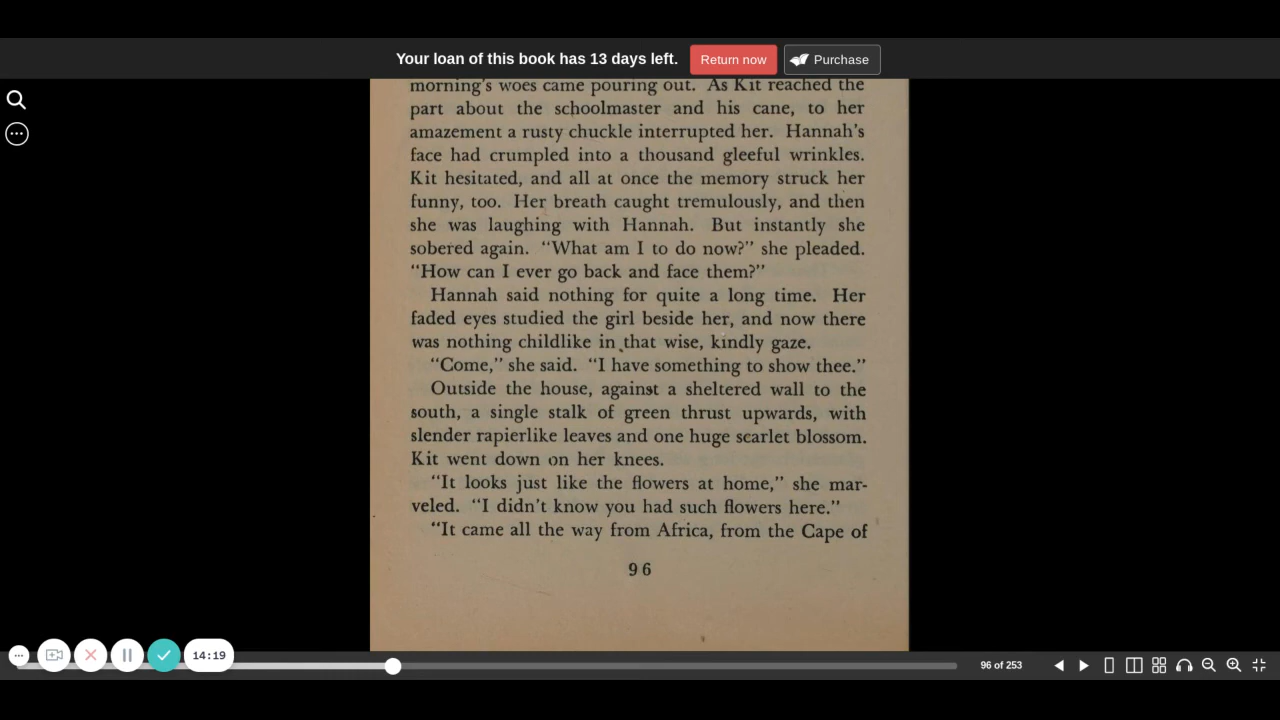 Your loan of this book has 13 days left. Return now Purchase
morning's woes came pouring out. As Kit reached the
part about the schoolmaster and his cane, to her
amazement a rusty chuckle interrupted her. Hannah's
face had crumpled into a thousand gleeful wrinkles.
Kit hesitated, and all at once the memory struck her
funny, too. Her breath caught tremulously, and then
she was laughing with Hannah. But instantly she
sobered again. "What am I to do now?" she pleaded.
"How can I ever go back and face them?"
Hannah said nothing for quite a long time. Her
faded eyes studied the girl beside her, and now there
was nothing childlike in that wise, kindly gaze.
"Come," she said. "I have something to show thee."
Outside the house, against a sheltered wall to the
south, a single stalk of green thrust upwards, with
slender rapierlike leaves and one huge scarlet blossom.
Kit went down on her knees.
"It looks just like the flowers at home," she mar-
veled. "I didn't know you had such flowers here."
"It came all the way from Africa, from the Cape of
96
14:19
96 of 253